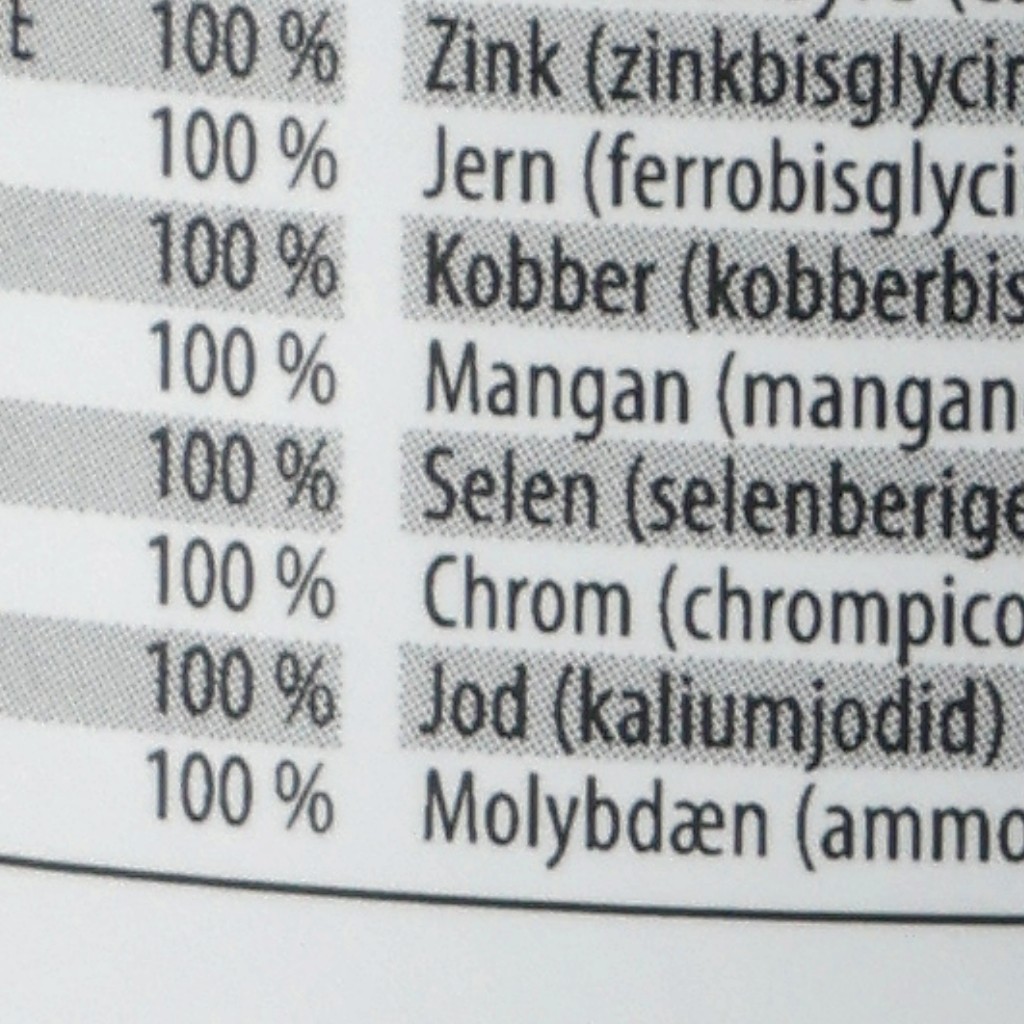 100 % Zink (zinkbisglycin
100 % Jern (ferrobisglyci
100 % Kobber (kobberbis
100 % Mangan (mangan
100 % Selen (selenberige
100 % Chrom (chrompico
100 % Jod (kaliumjodid)
100 % Molybdæn (ammo